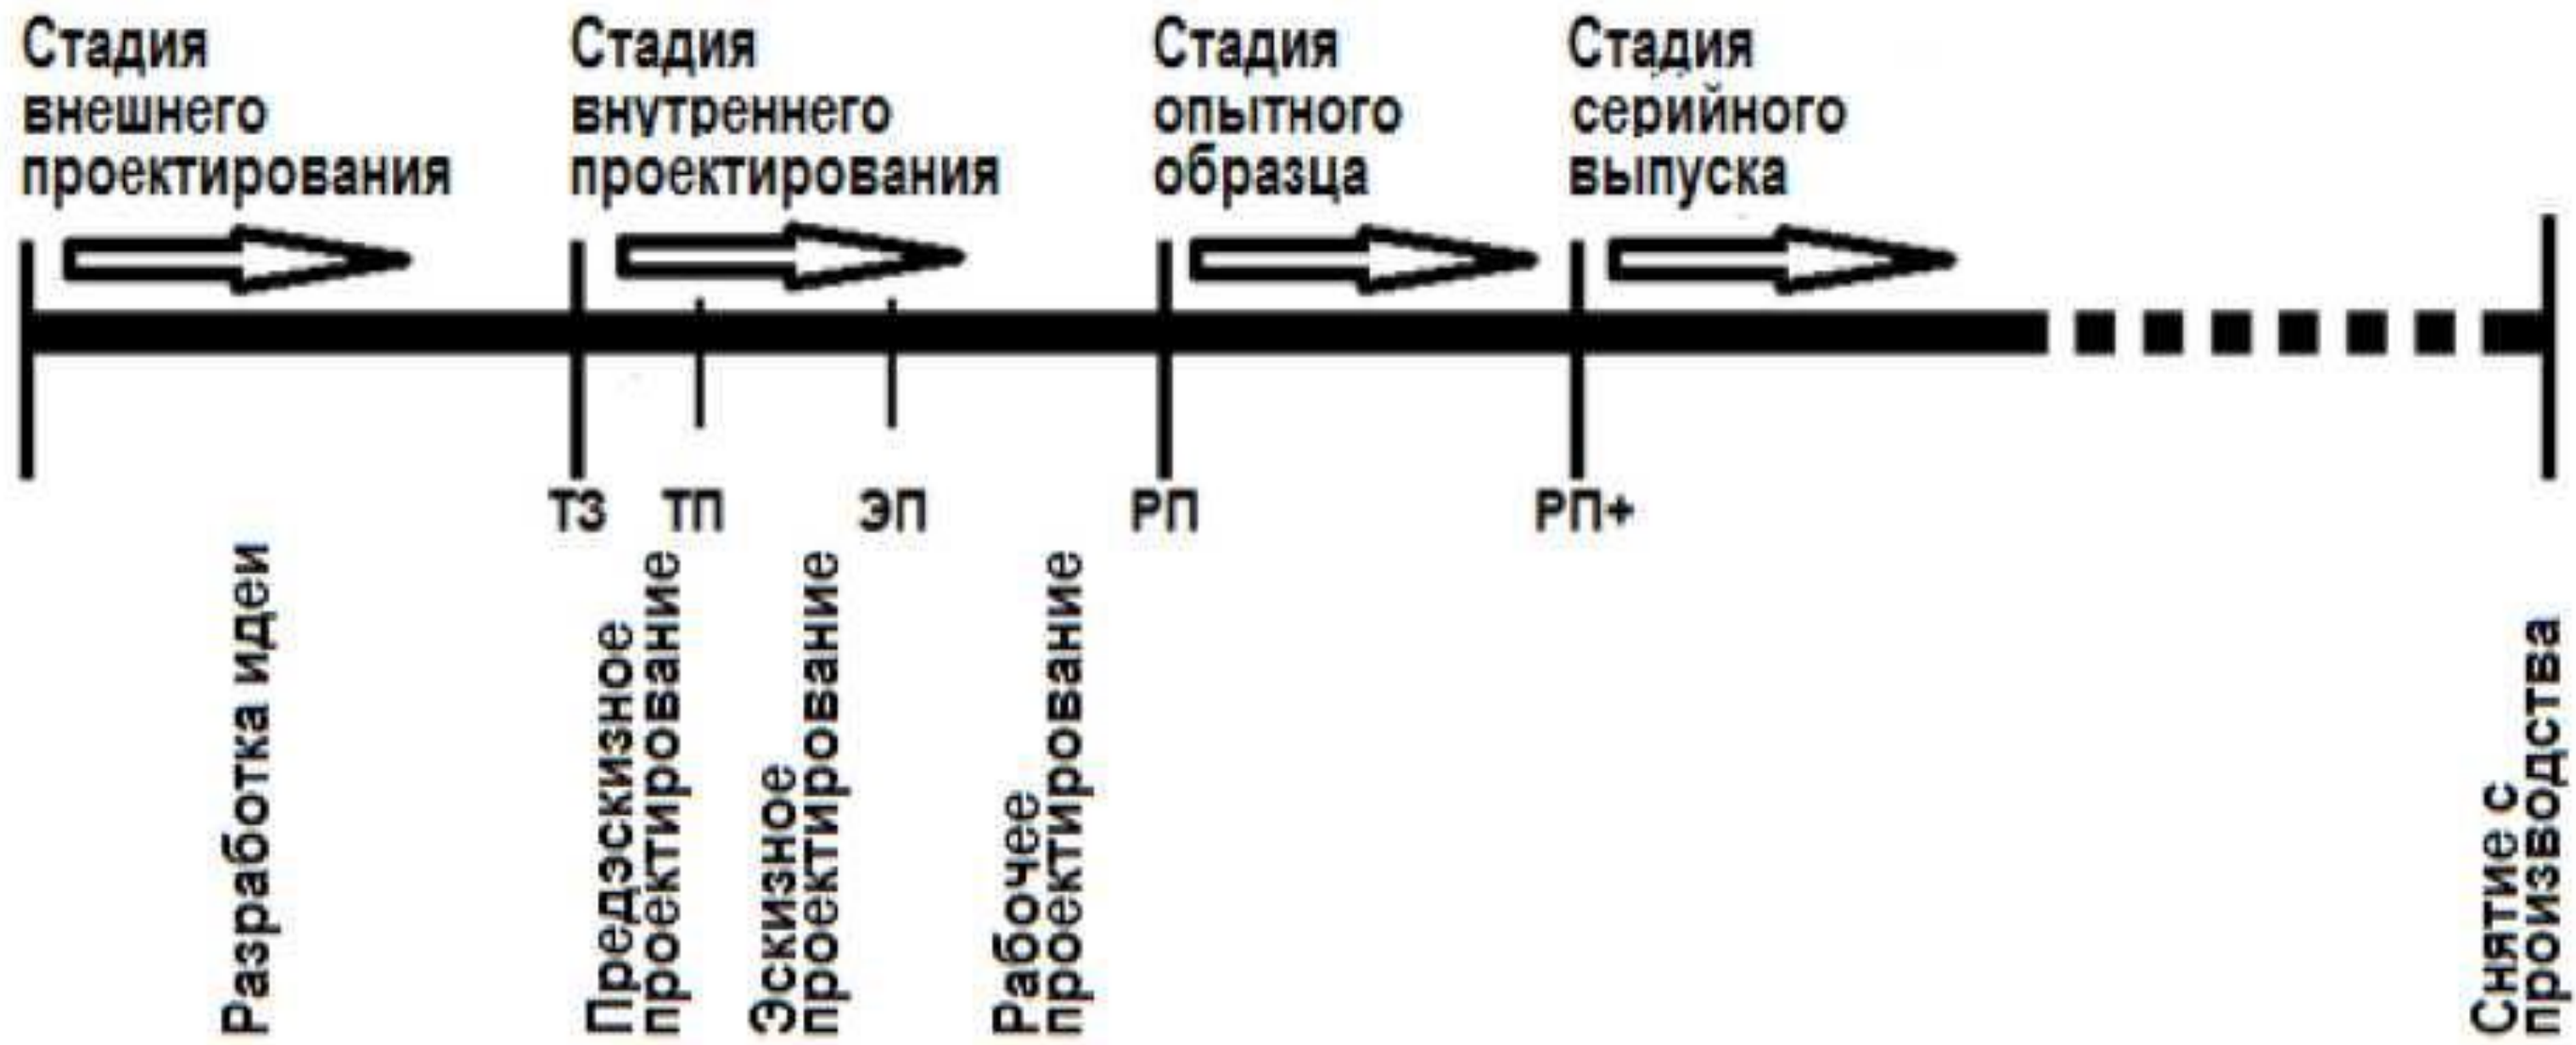 Стадия
внешнего
проектирования
Стадия
внутреннего
проектирования
Стадия
опытного
образца
Стадия
серийного
выпуска
ТЗ
ТП
ЭП
РП
РП+
Разработка идеи
Предэскизное
проектирование
Эскизное
проектирование
Рабочее
проектирование
Снятие с
производства